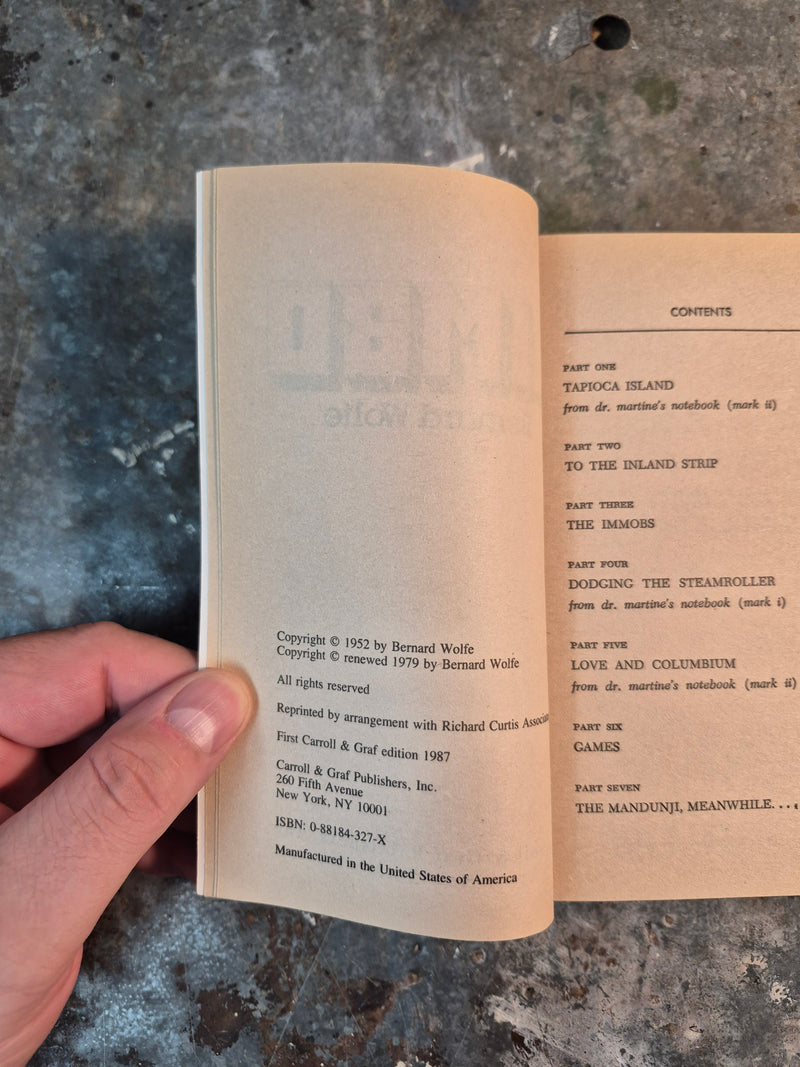 Copyright © 1952 by Bernard Wolfe
Copyright © renewed 1979 by Bernard Wolfe
All rights reserved
Reprinted by arrangement with Richard Curtis
First Carroll & Graf edition 1987
Carroll & Graf Publishers, Inc.
260 Fifth Avenue
New York, NY 10001
ISBN: 0-88184-327-X
Manufactured in the United States of America
CONTENTS
PART ONE
TAPIOCA ISLAND
from dr. martine's notebook (mark ii)
PART TWO
TO THE INLAND STRIP
PART THREE
THE IMMOBS
PART FOUR
DODGING THE STEAMROLLER
from dr. martine's notebook (mark i)
PART FIVE
LOVE AND COLUMBIUM
from dr. martine's notebook (mark ii)
PART SIX
GAMES
PART SEVEN
THE MANDUNJI, MEANWHILE...